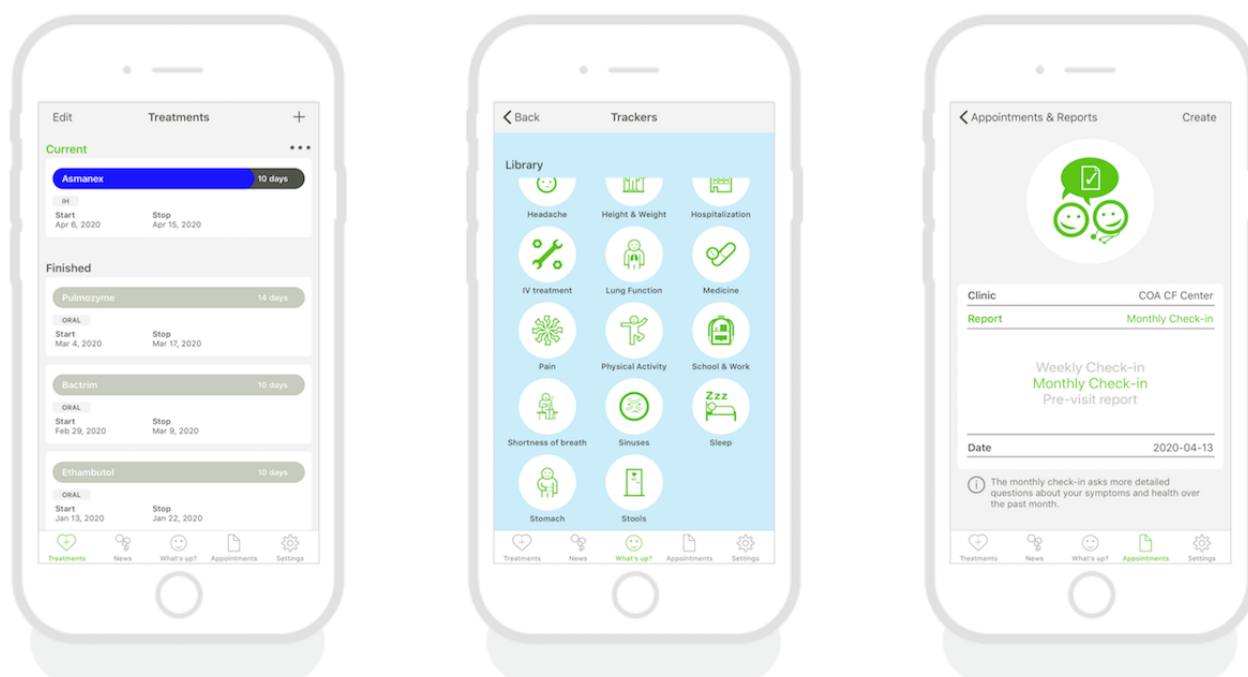 Edit Treatments +
Current
Asmanex 10 days
IH
Start Stop
Apr 6, 2020 Apr 15, 2020
Finished
Pulmozyme 14 days
ORAL
Start Stop
Mar 4, 2020 Mar 17, 2020
Bactrim 10 days
ORAL
Start Stop
Feb 29, 2020 Mar 9, 2020
Ethambutol 10 days
ORAL
Start Stop
Jan 13, 2020 Jan 22, 2020
Treatments News What's up? Appointments Settings
Back Trackers
Library
Headache Height & Weight Hospitalization
IV treatment Lung Function Medicine
Pain Physical Activity School & Work
Zzz
Shortness of breath Sinuses Sleep
Stomach Stools
Treatments News What's up? Appointments Settings
Appointments & Reports Create
Clinic COA CF Center
Report Monthly Check-in
Weekly Check-in
Monthly Check-in
Pre-visit report
Date 2020-04-13
The monthly check-in asks more detailed
questions about your symptoms and health over
the past month.
Treatments News What's up? Appointments Settings